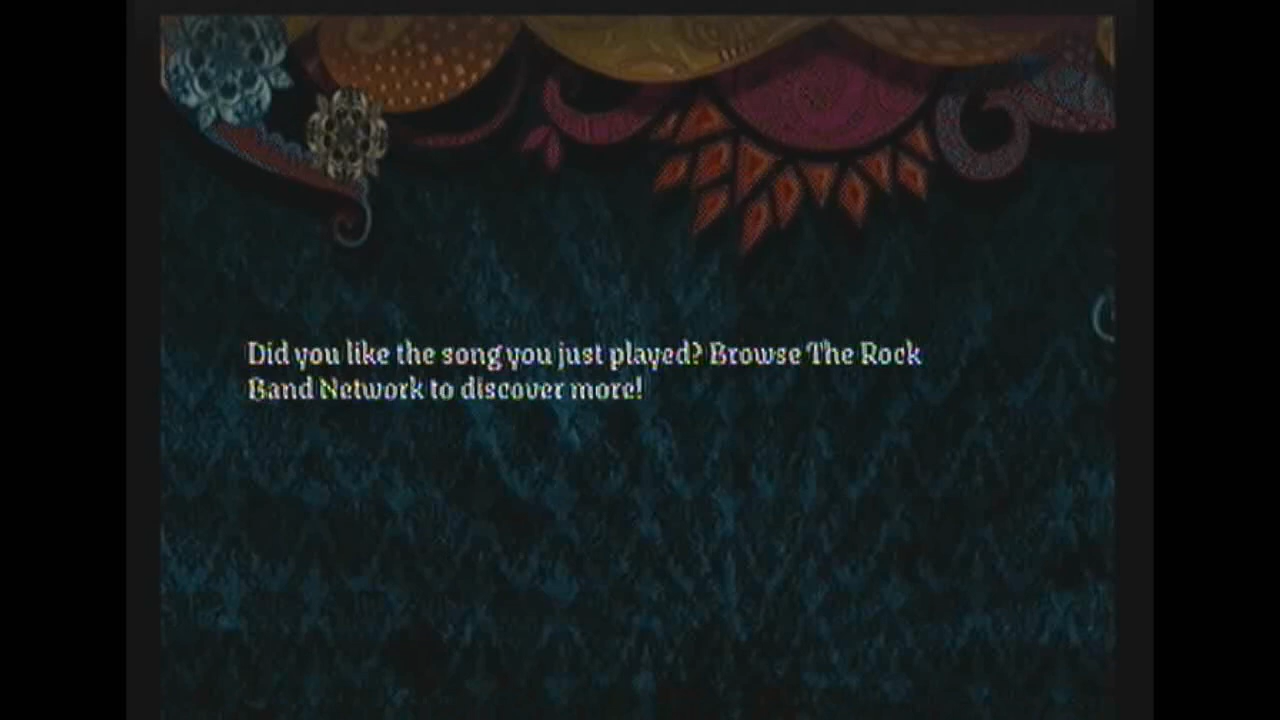 Did you like the song you just played? Browse The Rock
Band Network to discover more!